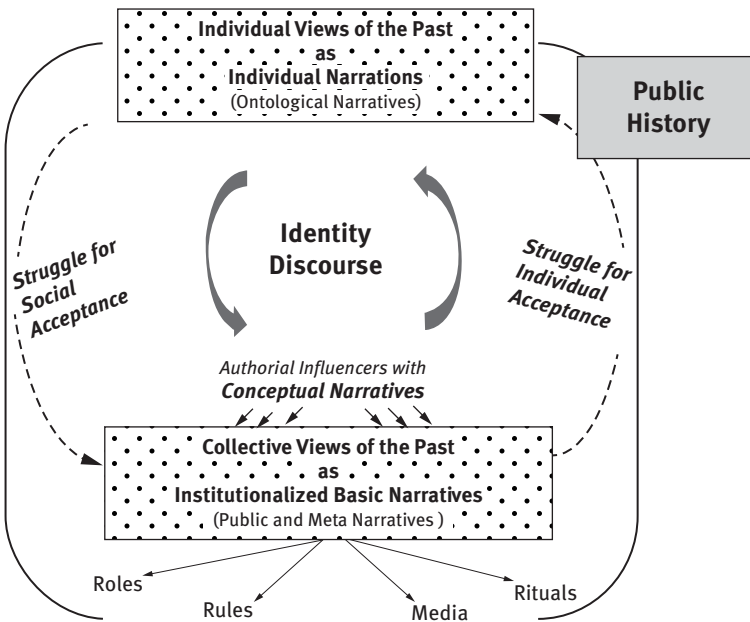 Individual Views of the Past
as
Individual Narrations
(Ontological Narratives)
Public
History
Identity
Discourse
Struggle for
Social
Acceptance
Struggle for
Individual
Acceptance
Authorial Influencers with
Conceptual Narratives
Collective Views of the Past
as
Institutionalized Basic Narratives
(Public and Meta Narratives )
Roles
Rules
Media
Rituals